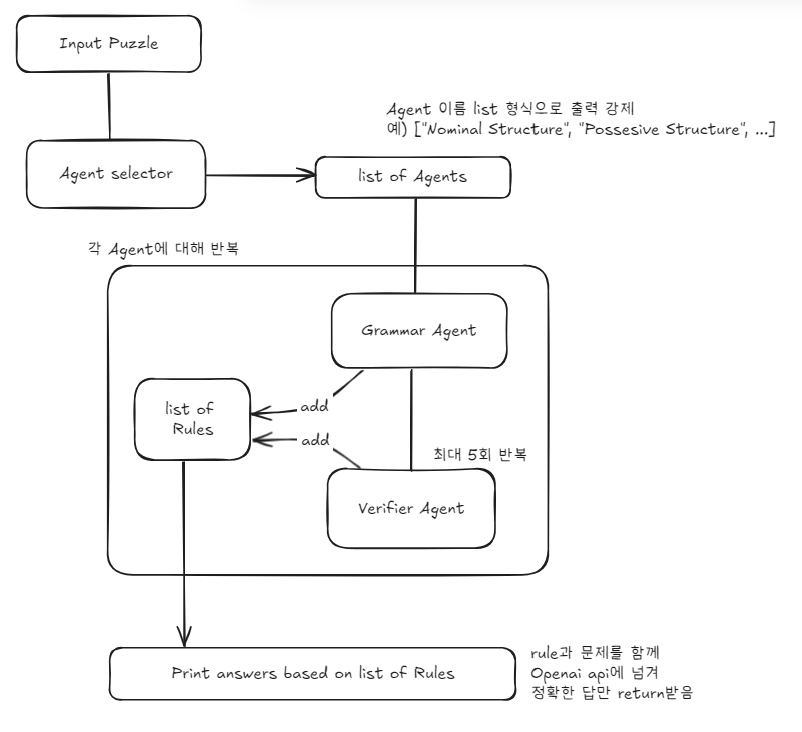 Input Puzzle
Agent 이름 list 형식으로 출력 강제
예) ["Nominal Structure", "Possesive Structure", ...]
Agent selector
list of Agents
각 Agent에 대해 반복
Grammar Agent
list of
Rules
add
add
최대 5회 반복
Verifier Agent
Print answers based on list of Rules
rule과 문제를 함께
Openai api에 넘겨
정확한 답만 return받음